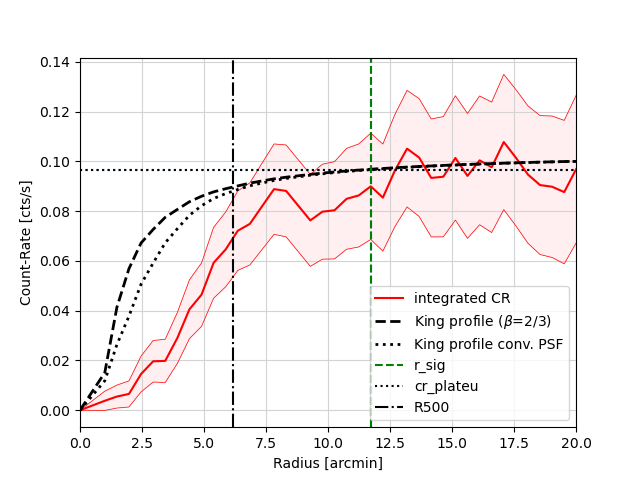 0.14
0.12
0.10
0.08
0.06
0.04
0.02
0.00
Count-Rate [cts/s]
integrated CR
King profile (β=2/3)
King profile conv. PSF
r_sig
cr_plateu
R500
0.0 2.5 5.0 7.5 10.0 12.5 15.0 17.5 20.0
Radius [arcmin]